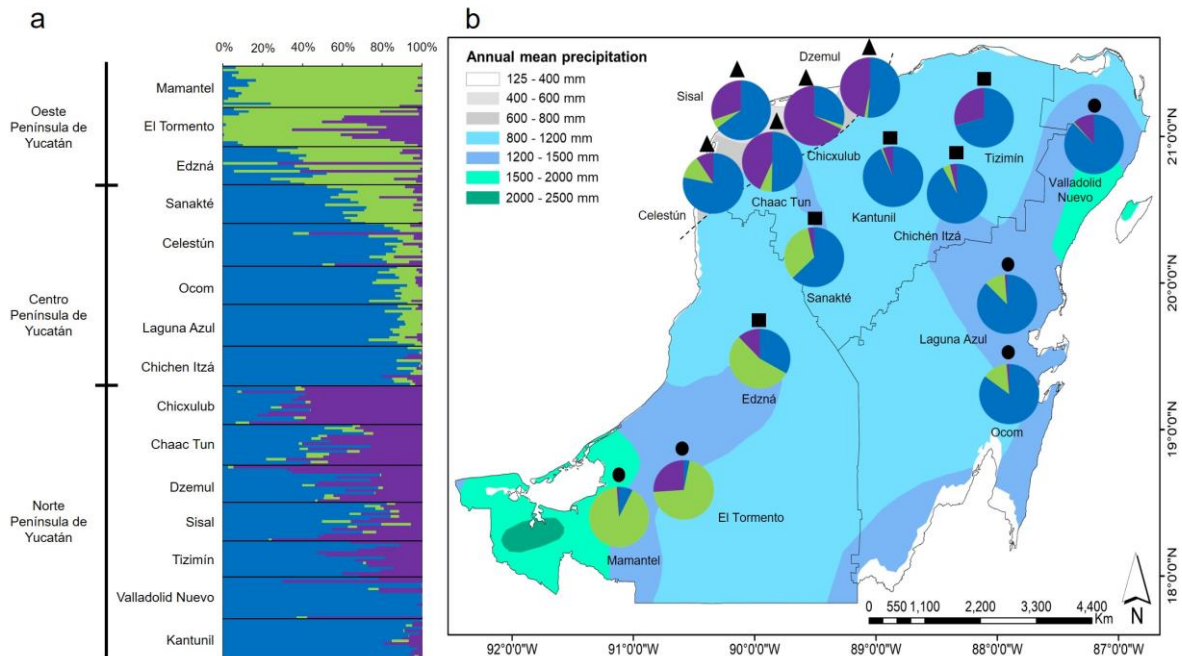 a
0% 20% 40% 60% 80% 100%
Oeste
Península de
Yucatán
Centro
Península de
Yucatán
Norte
Península de
Yucatán
Mamantel
El Tormento
Edzná
Sanakté
Celestún
Ocom
Laguna Azul
Chichen Itzá
Chicxulub
Chaac Tun
Dzemul
Sisal
Tizimín
Valladolid Nuevo
Kantunil
b
Annual mean precipitation
125 - 400 mm
400 - 600 mm
600 - 800 mm
800 - 1200 mm
1200 - 1500 mm
1500 - 2000 mm
2000 - 2500 mm
Dzemul
Sisal
Chicxulub
Tizimín
Valladolid
Nuevo
Celestún
Chaac Tun
Kantunil
Chichén Itzá
Sanakté
Laguna Azul
Edzná
Ocom
El Tormento
Mamantel
21°0'0"N
20°0'0"N
19°0'0"N
18°0'0"N
N
0 550 1,100 2,200 3,300 4,400
Km
92°0'0"W 91°0'0"W 90°0'0"W 89°0'0"W 88°0'0"W 87°0'0"W